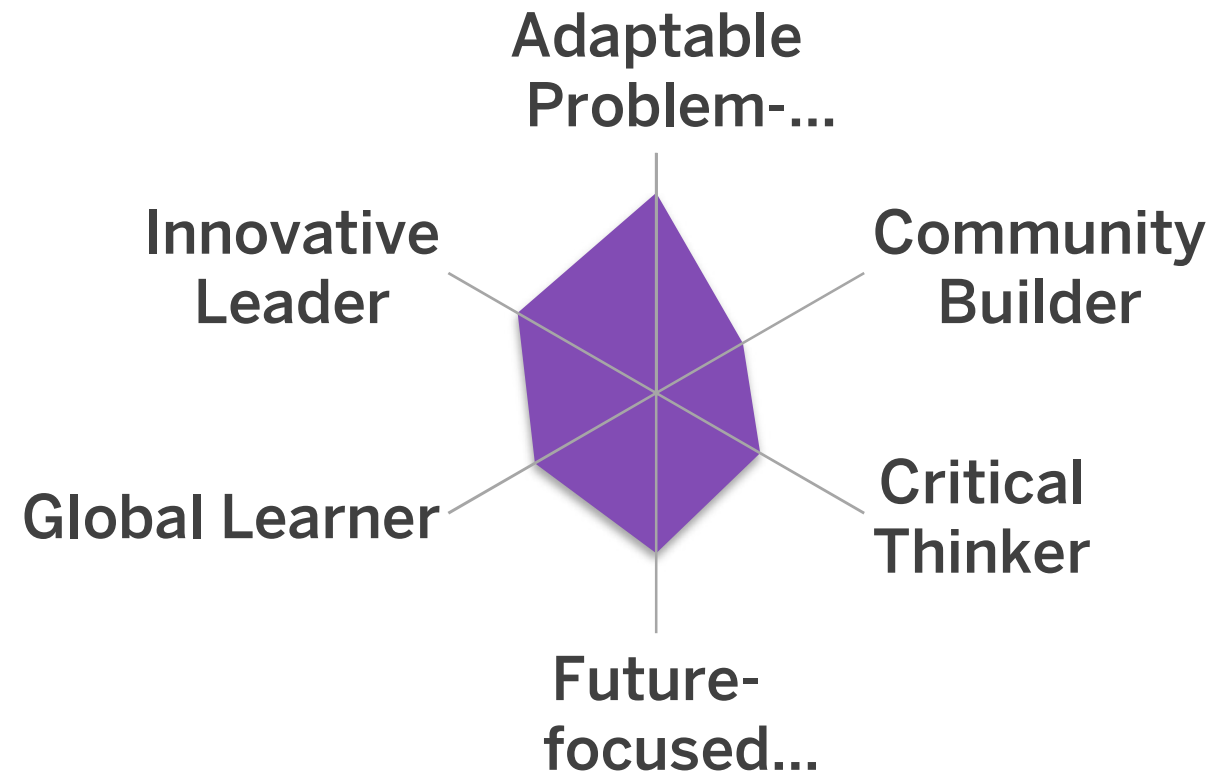 Adaptable
Problem-...
Innovative
Leader
Community
Builder
Global Learner
Critical
Thinker
Future-
focused...